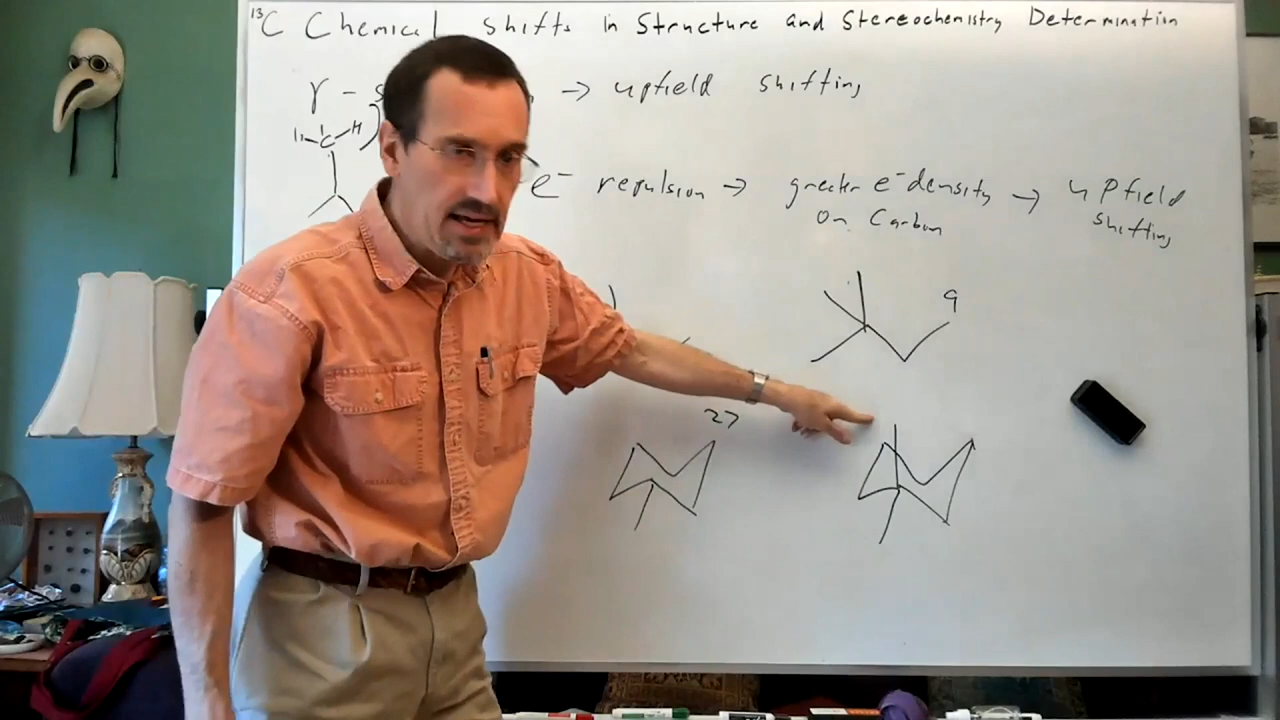 ¹³C Chemical Shifts in Structure and Stereochemistry Determination
γ - → upfield shifting
H-C-H
e⁻ repulsion → greater e⁻ density on Carbon → upfield shifting
9
27